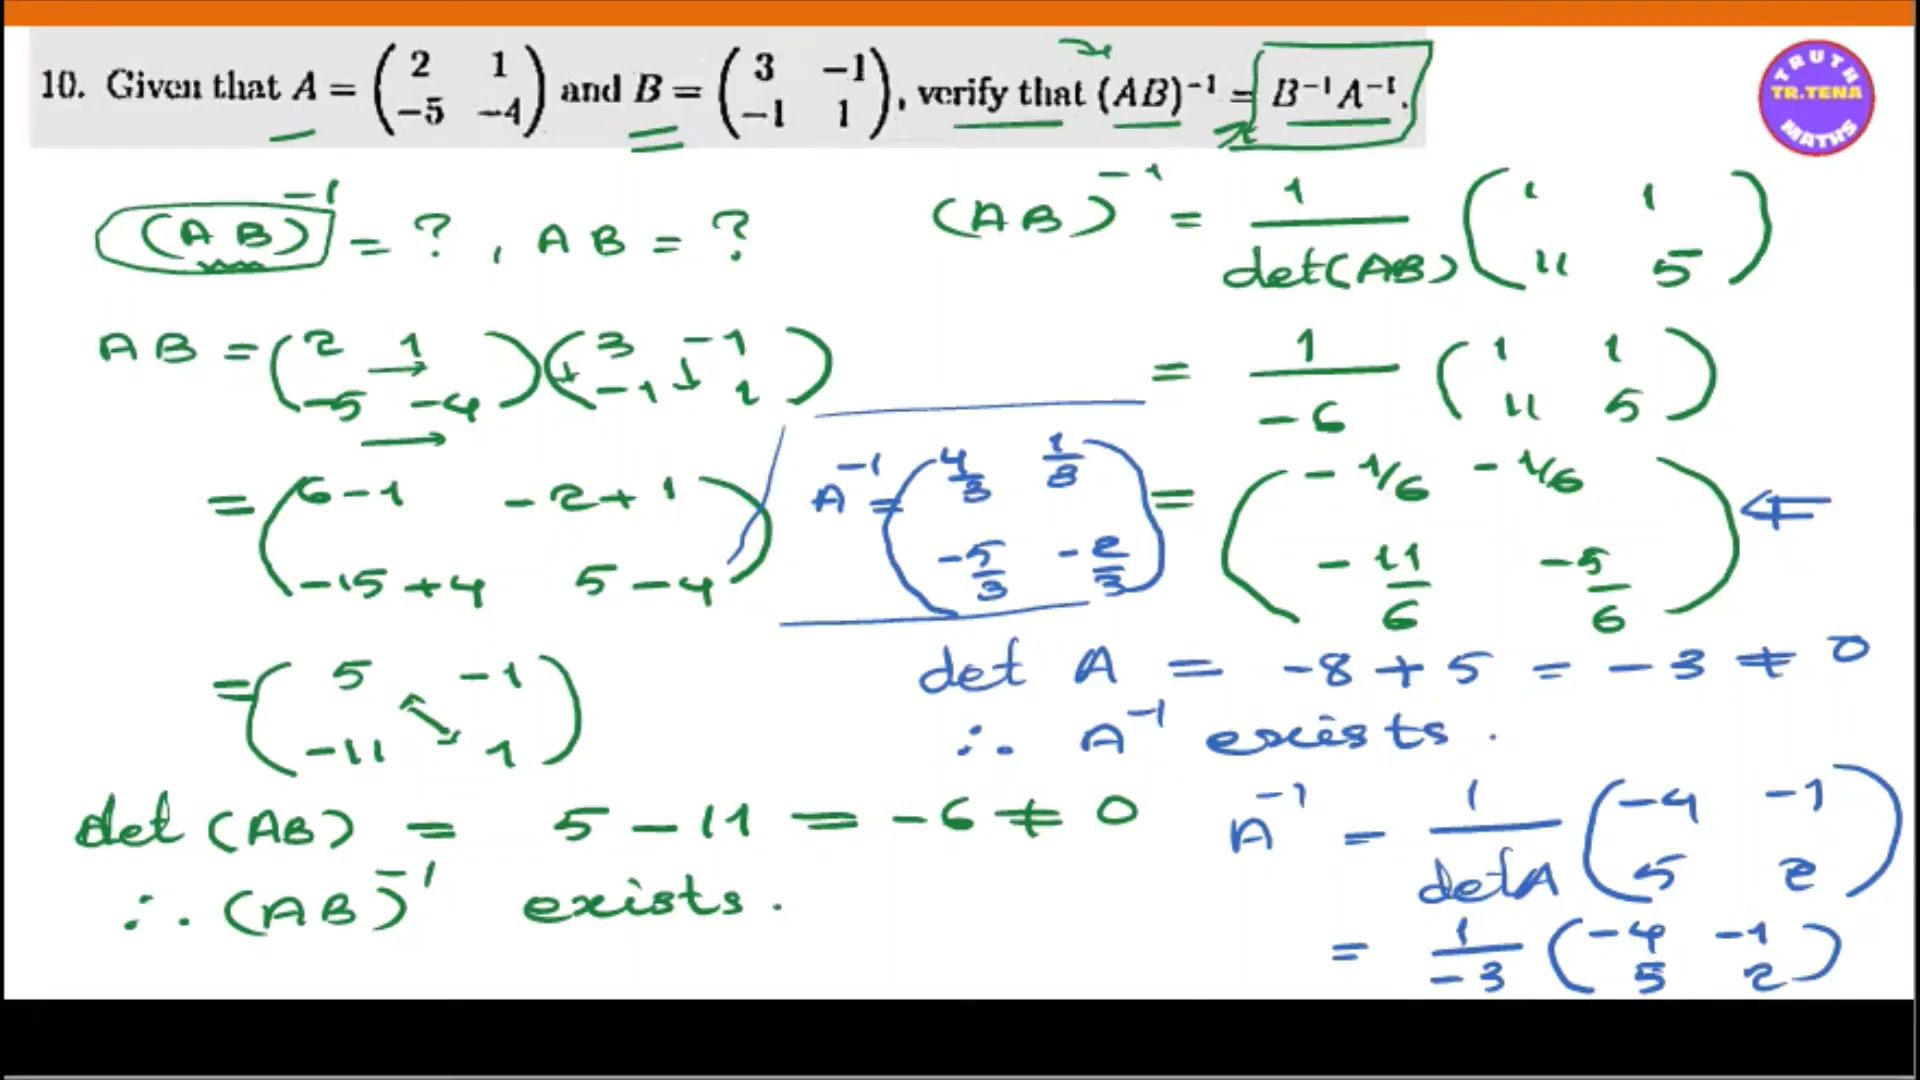 10. Given that A = (2 1 −5 −4) and B = (3 −1 −1 1), verify that (AB)⁻¹ = B⁻¹A⁻¹.
TRUTH
TR.TENA
MATHS
(AB)⁻¹ = ? , AB = ?
AB = (2 1 −5 −4)(3 −1 −1 1)
= (6−1 −2+1 −15+4 5−4)
= (5 −1 −11 1)
det (AB) = 5 − 11 = −6 ≠ 0
∴ (AB)⁻¹ exists.
(AB)⁻¹ = 1/det(AB) (1 1 11 5)
= 1/−6 (1 1 11 5)
= (−1/6 −1/6 −11/6 −5/6)
A⁻¹ = (4/3 1/3 −5/3 −2/3)
det A = −8 + 5 = −3 ≠ 0
∴ A⁻¹ exists.
A⁻¹ = 1/detA (−4 −1 5 2)
= 1/−3 (−4 −1 5 2)